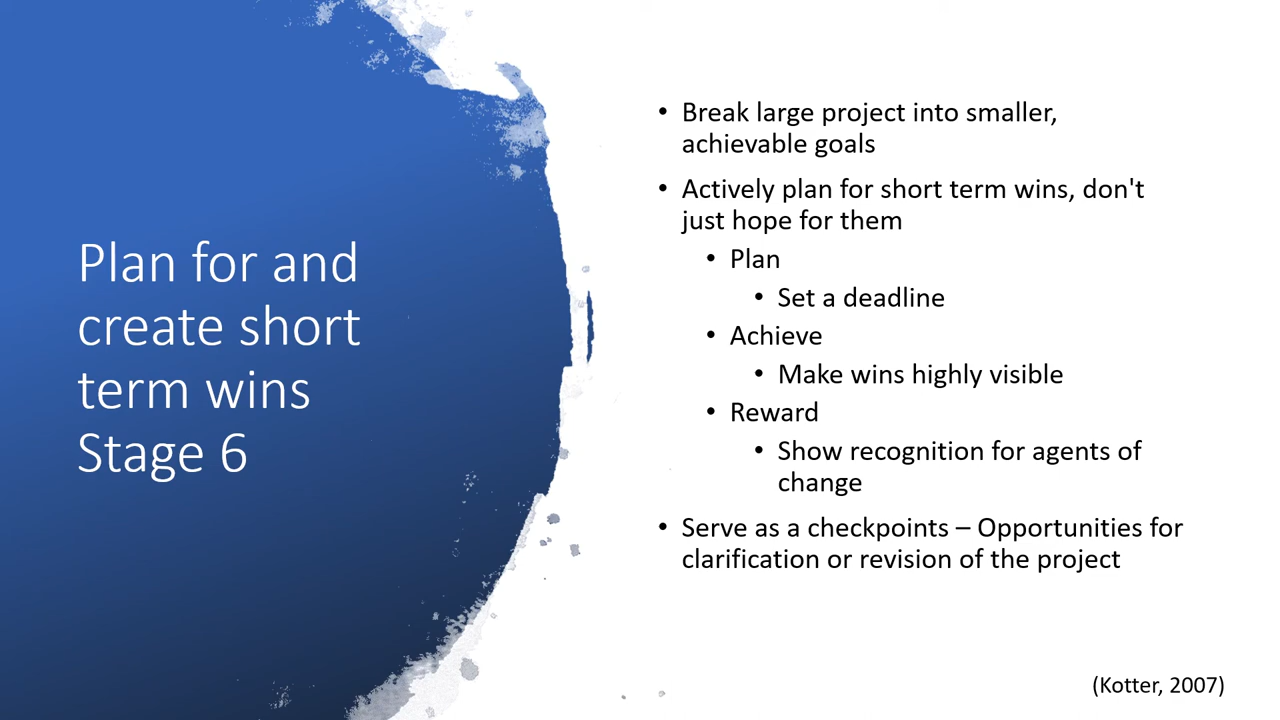 Plan for and
create short
term wins
Stage 6
• Break large project into smaller,
achievable goals
• Actively plan for short term wins, don't
just hope for them
• Plan
• Set a deadline
• Achieve
• Make wins highly visible
• Reward
• Show recognition for agents of
change
• Serve as a checkpoints – Opportunities for
clarification or revision of the project
(Kotter, 2007)